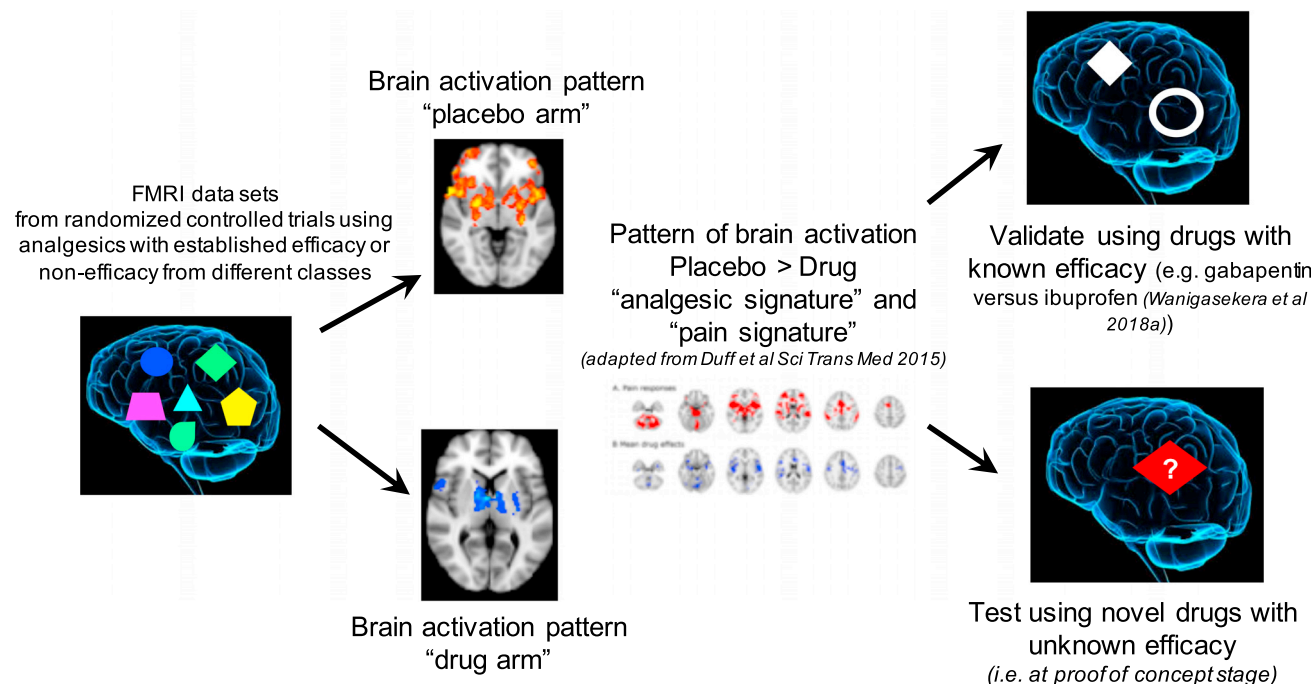 FMRI data sets
from randomized controlled trials using
analgesics with established efficacy or
non-efficacy from different classes
Brain activation pattern
“placebo arm”
Brain activation pattern
“drug arm”
Pattern of brain activation
Placebo > Drug
“analgesic signature” and
“pain signature”
(adapted from Duff et al Sci Trans Med 2015)
A. Pain responses
B Mean drug effects
Validate using drugs with
known efficacy (e.g. gabapentin
versus ibuprofen (Wanigasekera et al
2018a))
?
Test using novel drugs with
unknown efficacy
(i.e. at proof of concept stage)